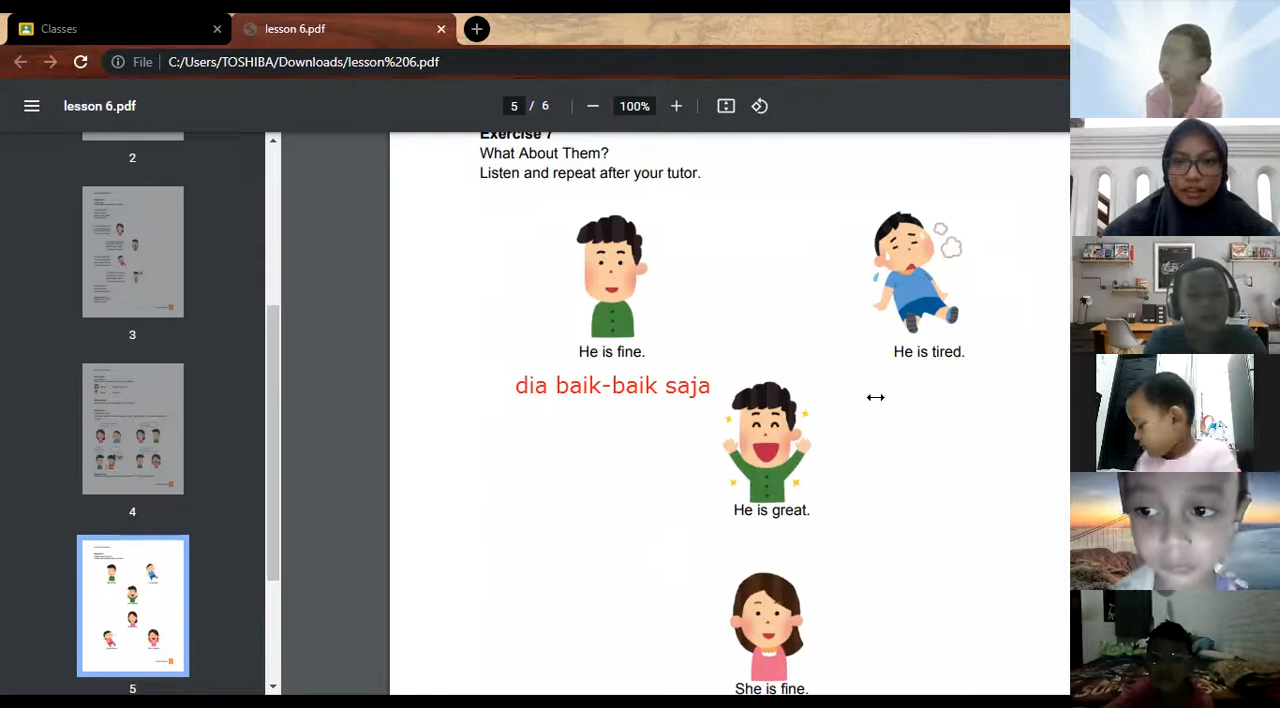 Classes
lesson 6.pdf
File
C:/Users/TOSHIBA/Downloads/lesson%206.pdf
lesson 6.pdf
5 / 6
100%
2
3
4
5
Exercise 7
What About Them?
Listen and repeat after your tutor.
He is fine.
He is tired.
dia baik-baik saja
He is great.
She is fine.